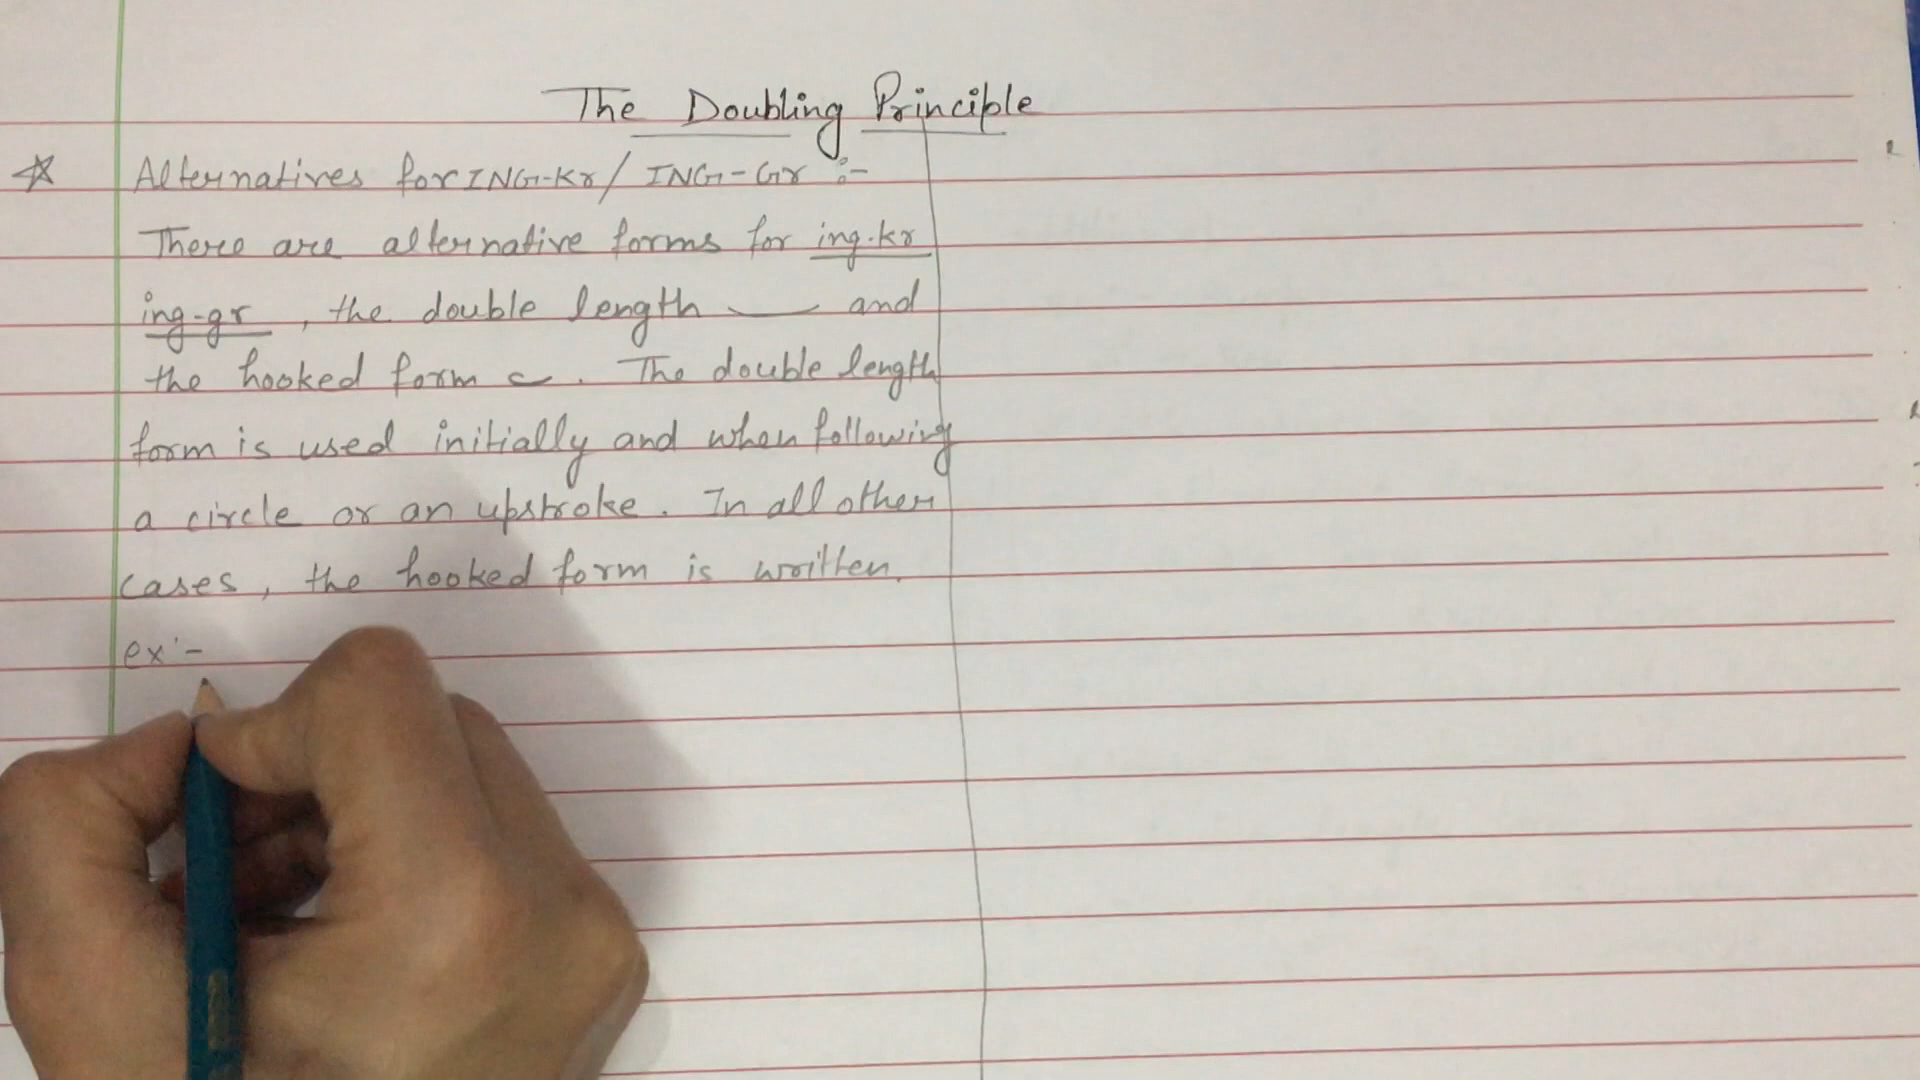 The Doubling Principle
Alternatives for ING-Kr/ ING-Gr :-
There are alternative forms for ing-kr
ing-gr , the double length and
the hooked form . The double length
form is used initially and when following
a circle or an upstroke. In all other
cases, the hooked form is written.
ex:-